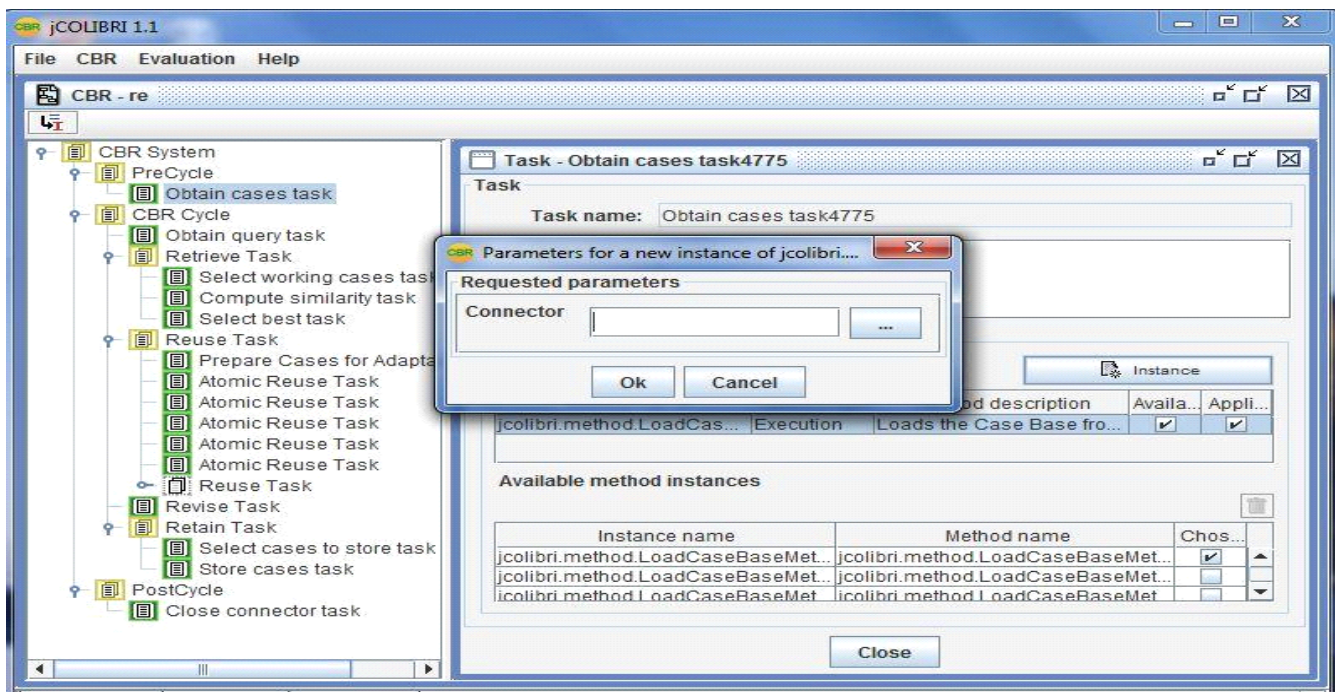 CBR jCOLIBRI 1.1
File CBR Evaluation Help
CBR - re
CBR System
PreCycle
Obtain cases task
CBR Cycle
Obtain query task
Retrieve Task
Select working cases tas
Compute similarity task
Select best task
Reuse Task
Prepare Cases for Adapta
Atomic Reuse Task
Atomic Reuse Task
Atomic Reuse Task
Atomic Reuse Task
Atomic Reuse Task
Reuse Task
Revise Task
Retain Task
Select cases to store task
Store cases task
PostCycle
Close connector task
Task - Obtain cases task4775
Task
Task name: Obtain cases task4775
CBR Parameters for a new instance of jcolibri....
Requested parameters
Connector ...
Ok Cancel
Instance
od description Availa... Appli...
jcolibri.method.LoadCas... Execution Loads the Case Base fro...
Available method instances
Instance name Method name Chos...
jcolibri.method.LoadCaseBaseMet... jcolibri.method.LoadCaseBaseMet...
jcolibri.method.LoadCaseBaseMet... jcolibri.method.LoadCaseBaseMet...
jcolibri.method.LoadCaseBaseMet jcolibri.method.LoadCaseBaseMet
Close